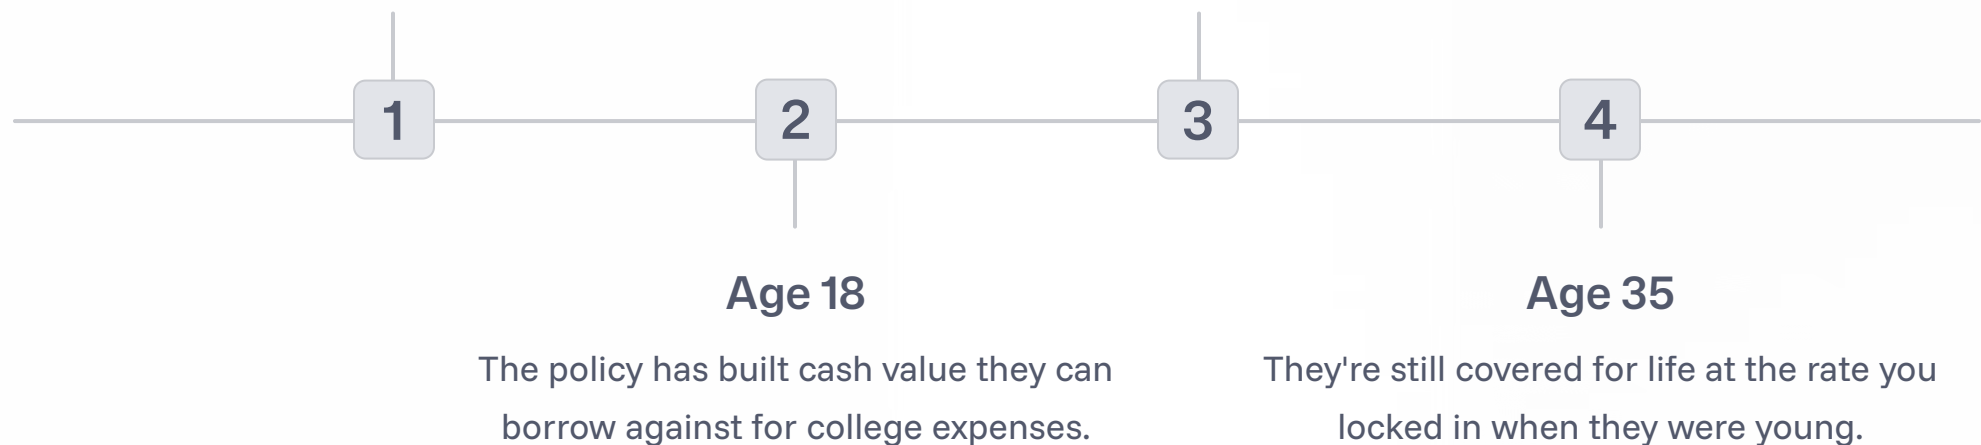 1
2
3
4
Age 18
The policy has built cash value they can
borrow against for college expenses.
Age 35
They're still covered for life at the rate you
locked in when they were young.